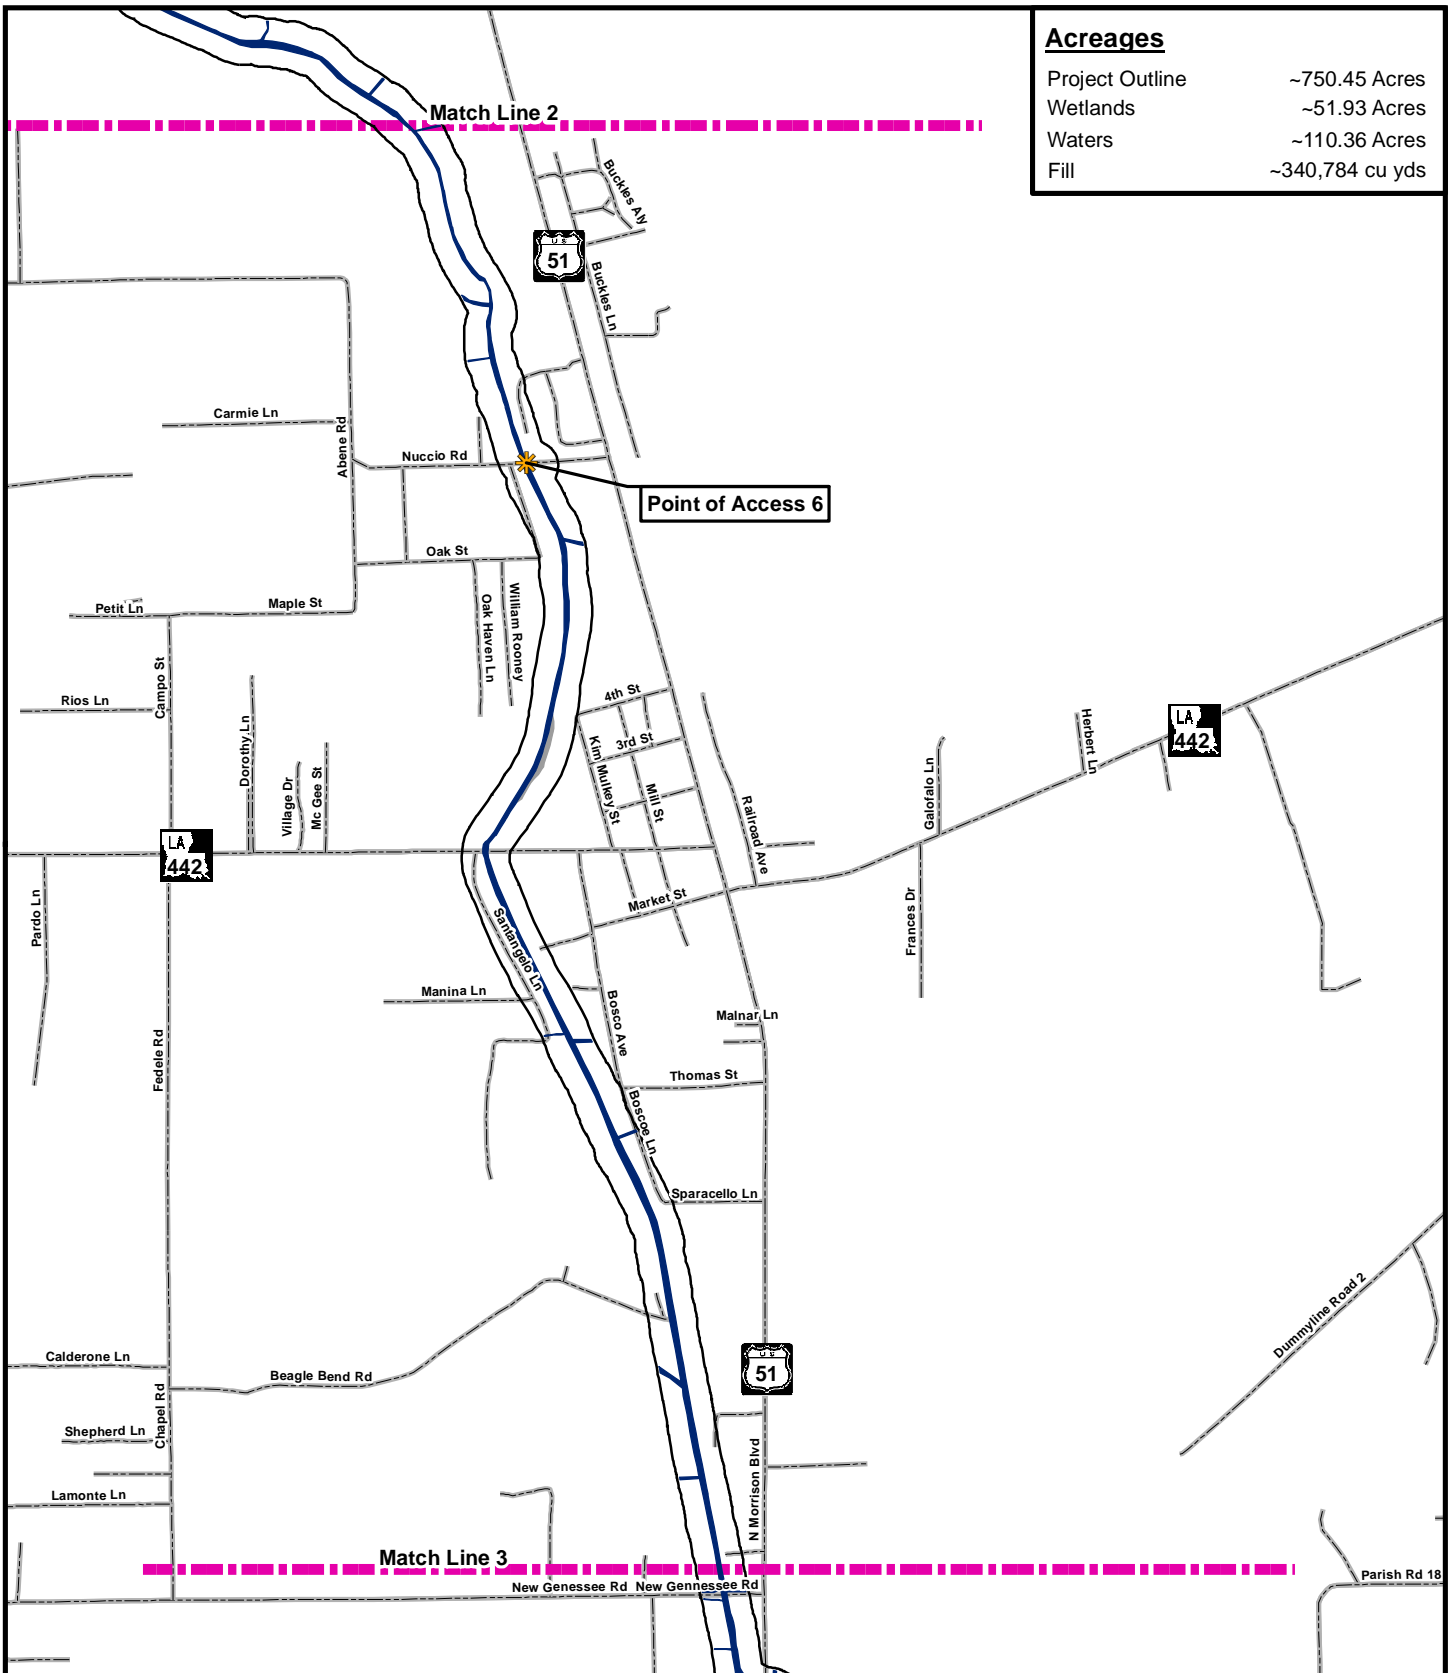 Acreages
Project Outline ~750.45 Acres
Wetlands ~51.93 Acres
Waters ~110.36 Acres
Fill ~340,784 cu yds
Match Line 2
Buckles Aly
US
51
Buckles Ln
Carmie Ln
Abene Rd
Nuccio Rd
Point of Access 6
Oak St
William Rooney
Oak Haven Ln
Petit Ln
Maple St
Campo St
Rios Ln
4th St
3rd St
Kim Mulkey St
Mill St
Dorothy Ln
Village Dr
Mc Gee St
Railroad Ave
Galofalo Ln
Herbert Ln
LA
442
LA
442
Pardo Ln
Market St
Frances Dr
Santangelo Ln
Manina Ln
Bosco Ave
Malnar Ln
Fedele Rd
Thomas St
Boscoe Ln
Sparacello Ln
Dummyline Road 2
Calderone Ln
Beagle Bend Rd
US
51
Chapel Rd
Shepherd Ln
N Morrison Blvd
Lamonte Ln
Match Line 3
New Genessee Rd
New Gennessee Rd
Parish Rd 18